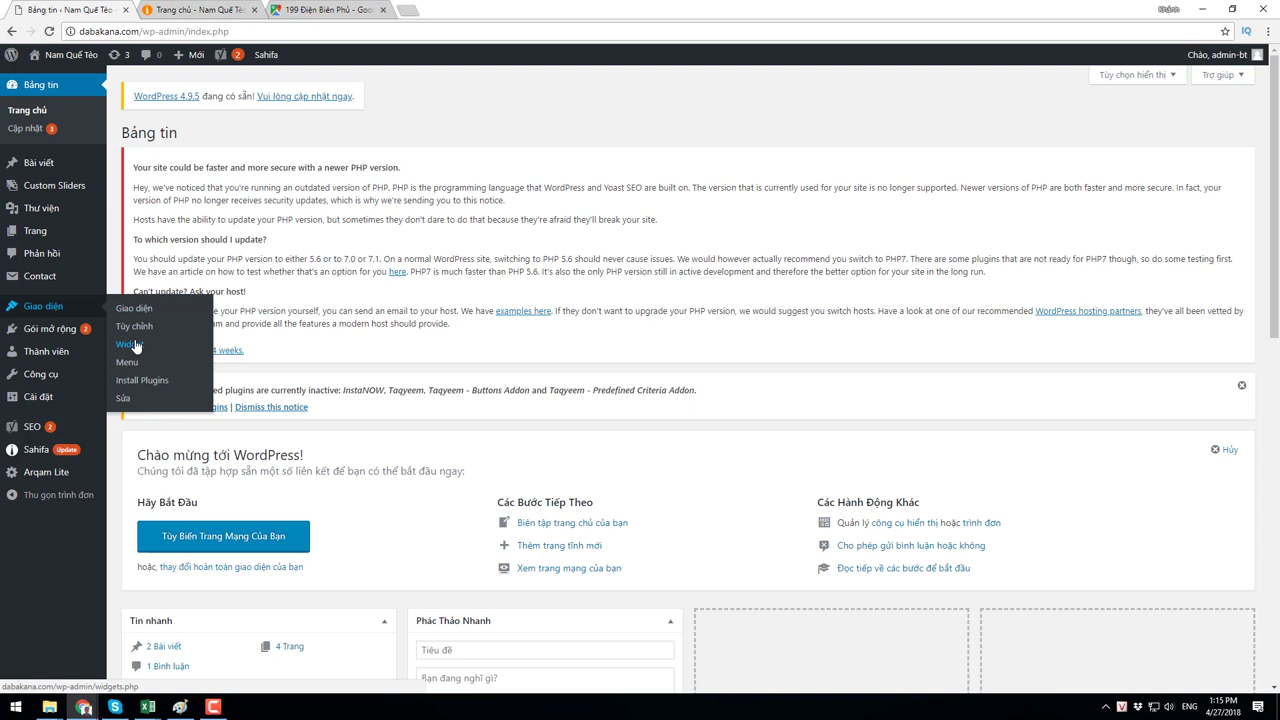 Bảng tin ‹ Nam Quế Tèo
Trang chủ - Nam Quế Tèo
199 Điện Biên Phủ - Goo
Khánh
dabakana.com/wp-admin/index.php
Nam Quế Tèo
3
0
Mới
2
Sahifa
Chào, admin-bt
Bảng tin
Trang chủ
Cập nhật 3
Bài viết
Custom Sliders
Thư viện
Trang
Phản hồi
Contact
Giao diện
Gói mở rộng 2
Thành viên
Công cụ
Cài đặt
SEO 2
Sahifa Update
Arqam Lite
Thu gọn trình đơn
Giao diện
Tùy chỉnh
Menu
Install Plugins
Sửa
Tùy chọn hiển thị
Trợ giúp
WordPress 4.9.5 đang có sẵn! Vui lòng cập nhật ngay.
Bảng tin
Your site could be faster and more secure with a newer PHP version.
Hey, we've noticed that you're running an outdated version of PHP. PHP is the programming language that WordPress and Yoast SEO are built on. The version that is currently used for your site is no longer supported. Newer versions of PHP are both faster and more secure. In fact, your
version of PHP no longer receives security updates, which is why we're sending you to this notice.
Hosts have the ability to update your PHP version, but sometimes they don't dare to do that because they're afraid they'll break your site.
To which version should I update?
You should update your PHP version to either 5.6 or to 7.0 or 7.1. On a normal WordPress site, switching to PHP 5.6 should never cause issues. We would however actually recommend you switch to PHP7. There are some plugins that are not ready for PHP7 though, so do some testing first.
We have an article on how to test whether that's an option for you here. PHP7 is much faster than PHP 5.6. It's also the only PHP version still in active development and therefore the better option for your site in the long run.
Can't update? Ask your host!
e your PHP version yourself, you can send an email to your host. We have examples here. If they don't want to upgrade your PHP version, we would suggest you switch hosts. Have a look at one of our recommended WordPress hosting partners, they've all been vetted by
m and provide all the features a modern host should provide.
4 weeks.
ed plugins are currently inactive: InstaNOW, Taqyeem, Taqyeem - Buttons Addon and Taqyeem - Predefined Criteria Addon.
gins | Dismiss this notice
Chào mừng tới WordPress!
Hủy
Chúng tôi đã tập hợp sẵn một số liên kết để bạn có thể bắt đầu ngay:
Hãy Bắt Đầu
Tùy Biến Trang Mạng Của Bạn
hoặc, thay đổi hoàn toàn giao diện của bạn
Các Bước Tiếp Theo
Biên tập trang chủ của bạn
Thêm trang tĩnh mới
Xem trang mạng của bạn
Các Hành Động Khác
Quản lý công cụ hiển thị hoặc trình đơn
Cho phép gửi bình luận hoặc không
Đọc tiếp về các bước để bắt đầu
Tin nhanh
2 Bài viết
4 Trang
1 Bình luận
Phác Thảo Nhanh
Tiêu đề
Bạn đang nghĩ gì?
dabakana.com/wp-admin/widgets.php
ENG
1:15 PM
4/27/2018